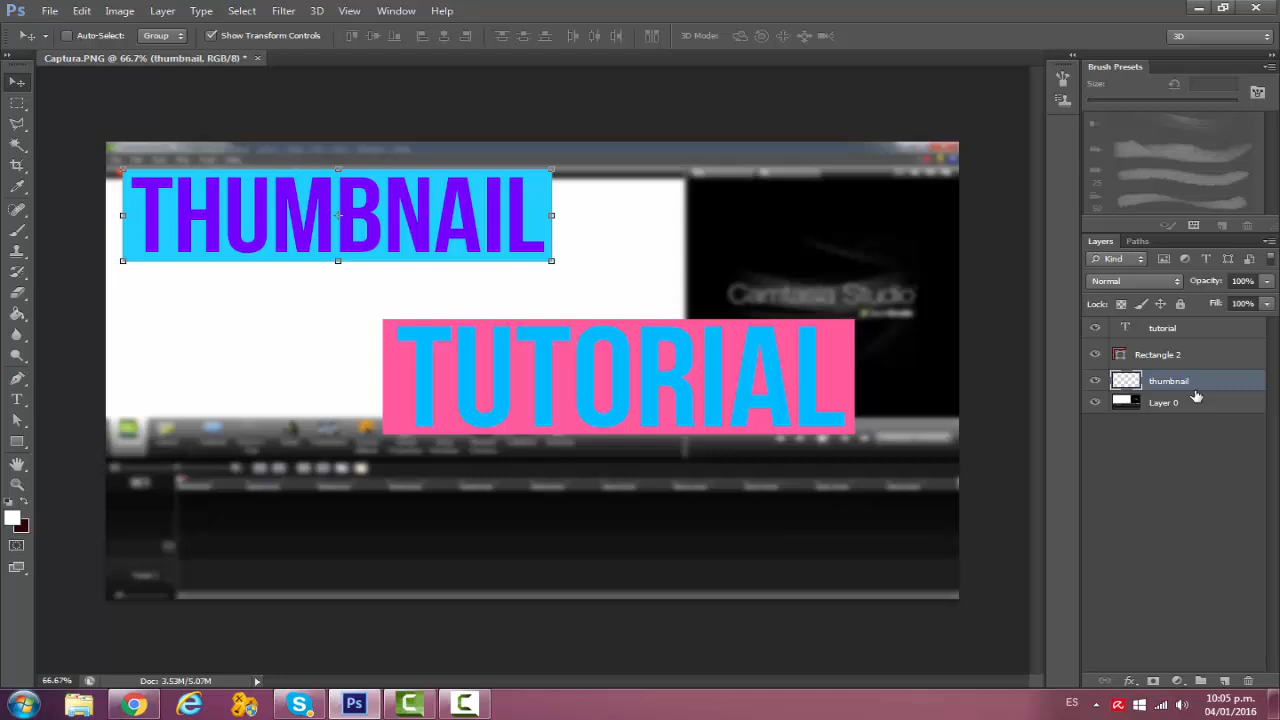 Ps File Edit Image Layer Type Select Filter 3D View Window Help
Auto-Select: Group Show Transform Controls 3D Mode: 3D
Captura.PNG @ 66.7% (thumbnail, RGB/8) * ×
Brush Presets
Size:
25
50
THUMBNAIL
Camtasia Studio
TUTORIAL
Layers Paths
Kind
Normal Opacity: 100%
Lock: Fill: 100%
T tutorial
Rectangle 2
thumbnail
Layer 0
66.67% Doc: 3.53M/5.07M
ES 10:05 p.m.
04/01/2016